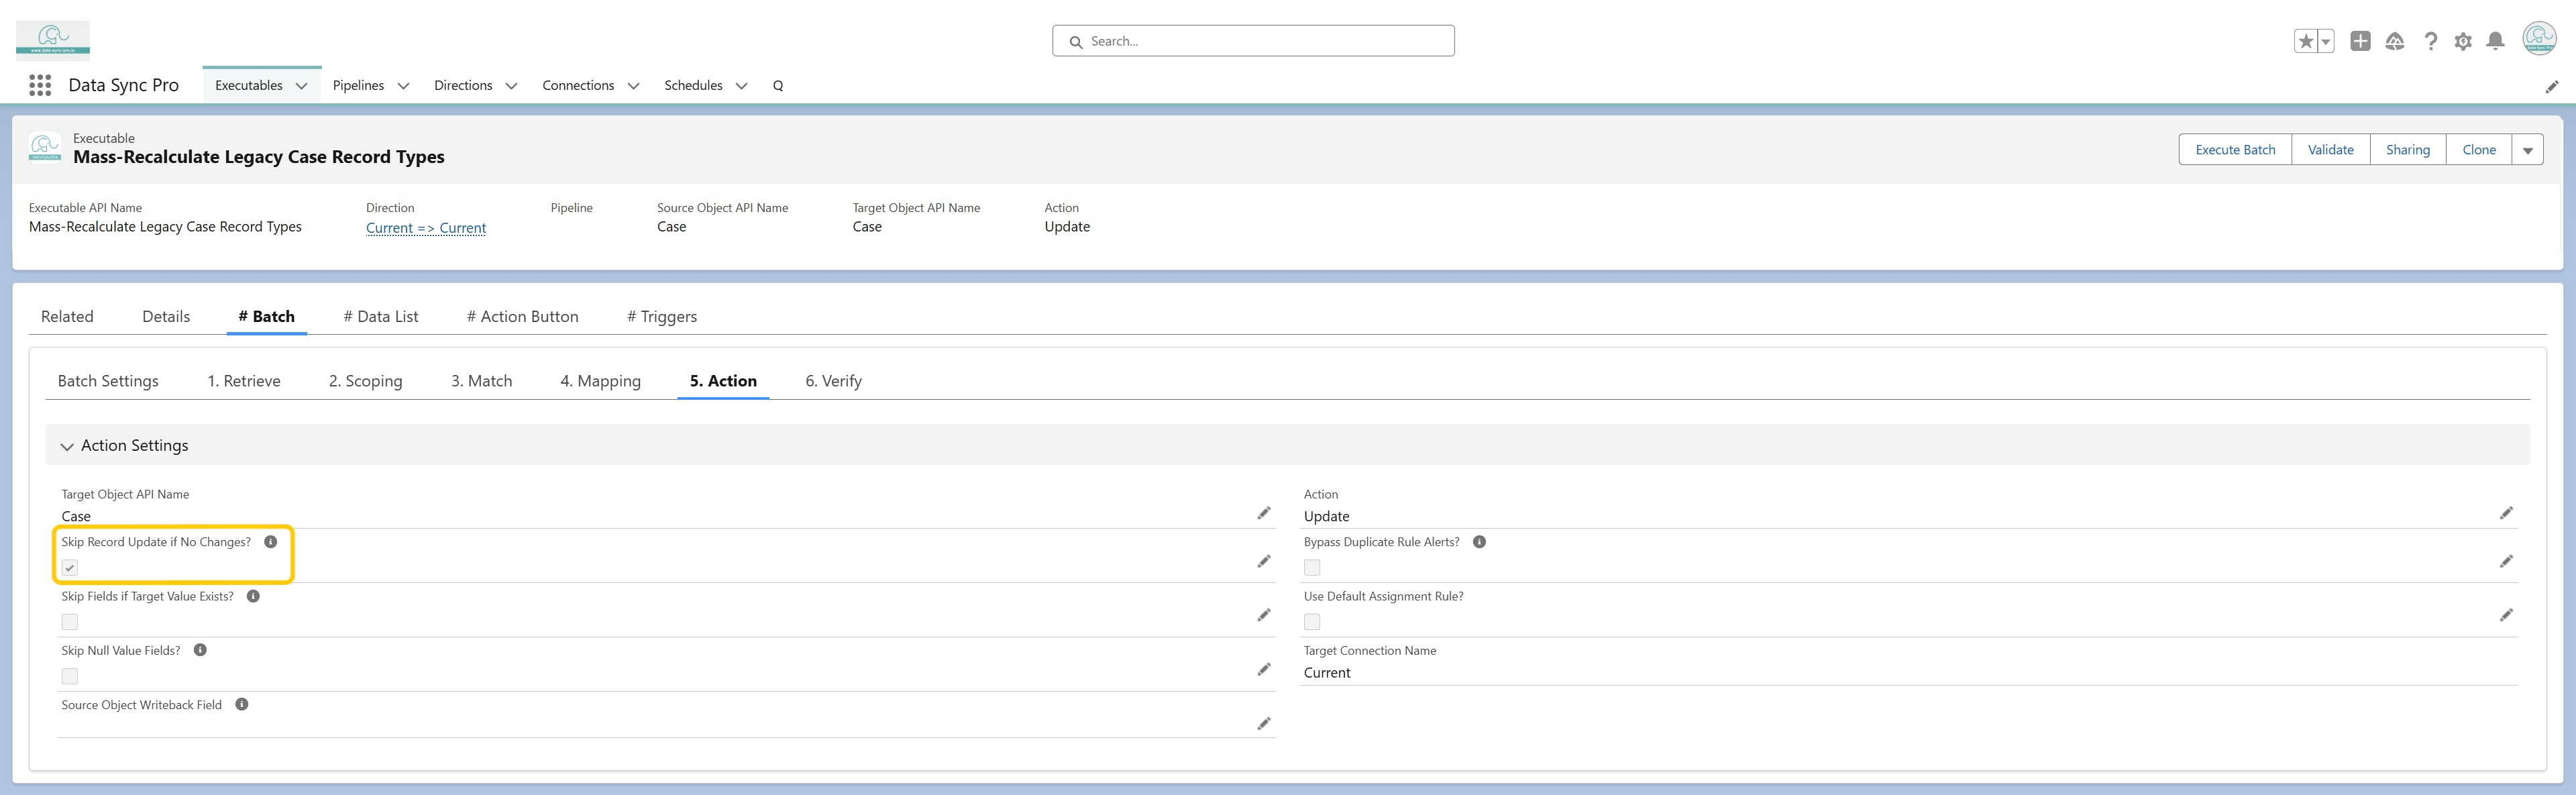 www.data-sync-pro.io
Search...
Data Sync Pro
Executables
Pipelines
Directions
Connections
Schedules
Executable
Mass-Recalculate Legacy Case Record Types
Execute Batch
Validate
Sharing
Clone
Executable API Name
Direction
Pipeline
Source Object API Name
Target Object API Name
Action
Mass-Recalculate Legacy Case Record Types
Current => Current
Case
Case
Update
Related
Details
# Batch
# Data List
# Action Button
# Triggers
Batch Settings
1. Retrieve
2. Scoping
3. Match
4. Mapping
5. Action
6. Verify
Action Settings
Target Object API Name
Case
Action
Update
Skip Record Update if No Changes?
Bypass Duplicate Rule Alerts?
Skip Fields if Target Value Exists?
Use Default Assignment Rule?
Skip Null Value Fields?
Target Connection Name
Current
Source Object Writeback Field